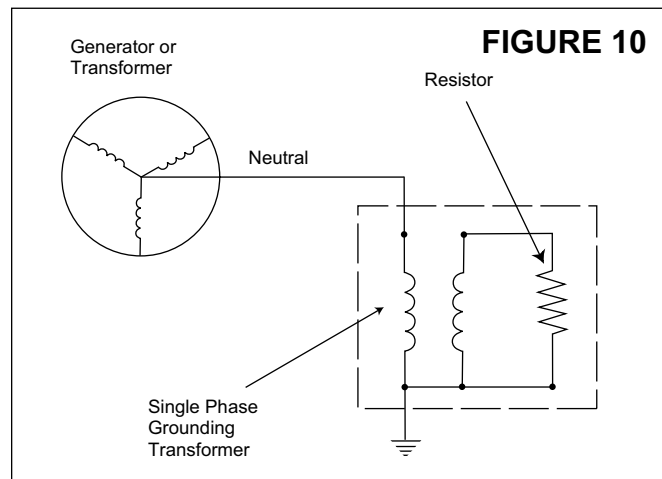 FIGURE 10
Generator or
Transformer
Resistor
Neutral
Single Phase
Grounding
Transformer